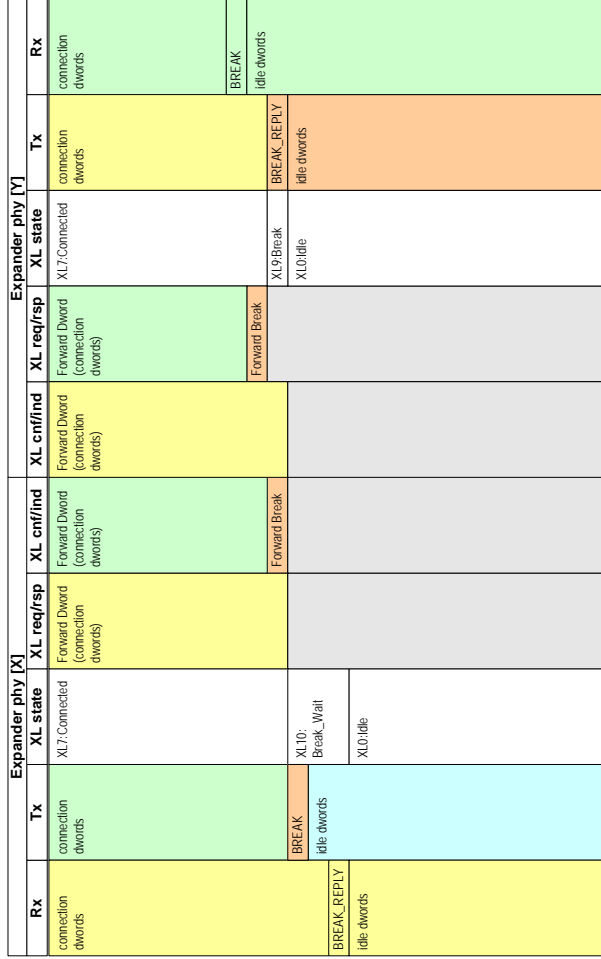 Expander phy [X]
Expander phy [Y]
Rx
Tx
XL state
XL req/rsp
XL cnf/ind
XL cnf/ind
XL req/rsp
XL state
Tx
Rx
connection
dwords
BREAK_REPLY
idle dwords
connection
dwords
BREAK
idle dwords
XL7:Connected
XL10:
Break_Wait
XL0:Idle
Forward Dword
(connection
dwords)
Forward Dword
(connection
dwords)
Forward Break
Forward Dword
(connection
dwords)
Forward Dword
(connection
dwords)
Forward Break
XL7:Connected
XL9:Break
XL0:Idle
connection
dwords
BREAK_REPLY
idle dwords
connection
dwords
BREAK
idle dwords